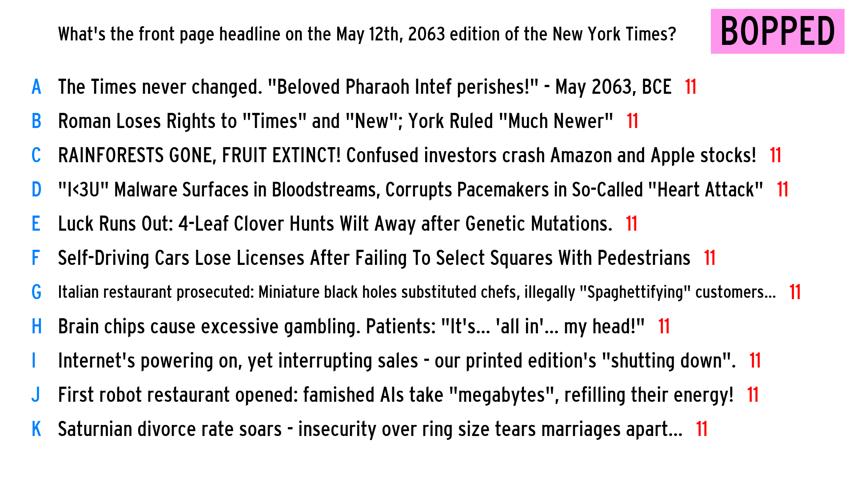 What's the front page headline on the May 12th, 2063 edition of the New York Times?
BOPPED
A The Times never changed. "Beloved Pharaoh Intef perishes!" - May 2063, BCE 11
B Roman Loses Rights to "Times" and "New"; York Ruled "Much Newer" 11
C RAINFORESTS GONE, FRUIT EXTINCT! Confused investors crash Amazon and Apple stocks! 11
D "I<3U" Malware Surfaces in Bloodstreams, Corrupts Pacemakers in So-Called "Heart Attack" 11
E Luck Runs Out: 4-Leaf Clover Hunts Wilt Away after Genetic Mutations. 11
F Self-Driving Cars Lose Licenses After Failing To Select Squares With Pedestrians 11
G Italian restaurant prosecuted: Miniature black holes substituted chefs, illegally "Spaghettifying" customers... 11
H Brain chips cause excessive gambling. Patients: "It's... 'all in'... my head!" 11
I Internet's powering on, yet interrupting sales - our printed edition's "shutting down". 11
J First robot restaurant opened: famished AIs take "megabytes", refilling their energy! 11
K Saturnian divorce rate soars - insecurity over ring size tears marriages apart... 11